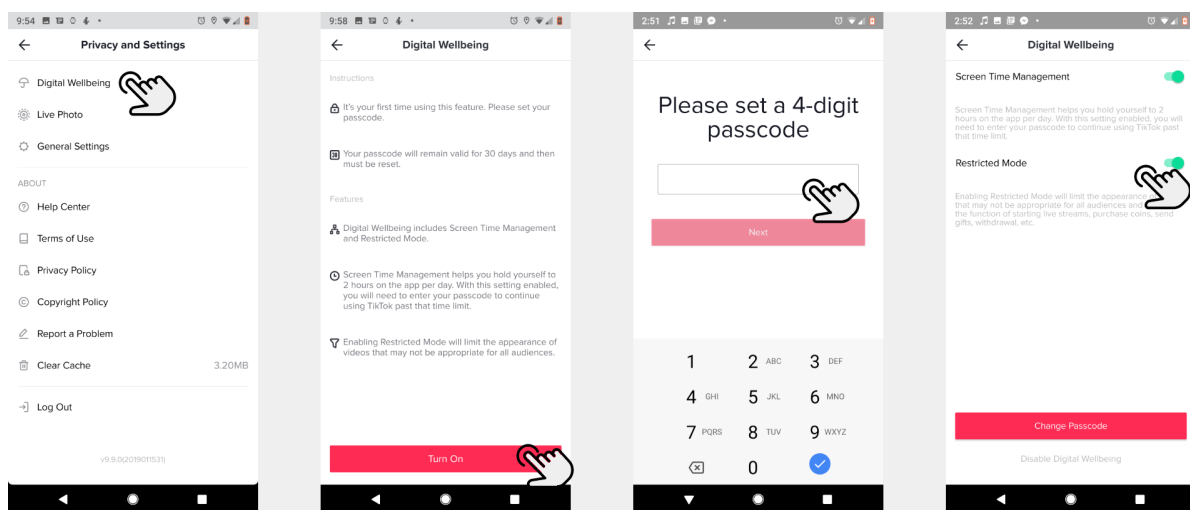 9:54
Privacy and Settings
Digital Wellbeing
Live Photo
General Settings
ABOUT
Help Center
Terms of Use
Privacy Policy
Copyright Policy
Report a Problem
Clear Cache 3.20MB
Log Out
v9.9.0(2019011531)
9:58
Digital Wellbeing
Instructions
It's your first time using this feature. Please set your
passcode.
Your passcode will remain valid for 30 days and then
must be reset.
Features
Digital Wellbeing includes Screen Time Management
and Restricted Mode.
Screen Time Management helps you hold yourself to
2 hours on the app per day. With this setting enabled,
you will need to enter your passcode to continue
using TikTok past that time limit.
Enabling Restricted Mode will limit the appearance of
videos that may not be appropriate for all audiences.
Turn On
2:51
Please set a 4-digit
passcode
Next
1 2 ABC 3 DEF
4 GHI 5 JKL 6 MNO
7 PQRS 8 TUV 9 WXYZ
0
2:52
Digital Wellbeing
Screen Time Management
Screen Time Management helps you hold yourself to 2
hours on the app per day. With this setting enabled, you will
need to enter your passcode to continue using TikTok past
that time limit.
Restricted Mode
Enabling Restricted Mode will limit the appearance
that may not be appropriate for all audiences and
the function of starting live streams, purchase coins, send
gifts, withdrawal, etc.
Change Passcode
Disable Digital Wellbeing